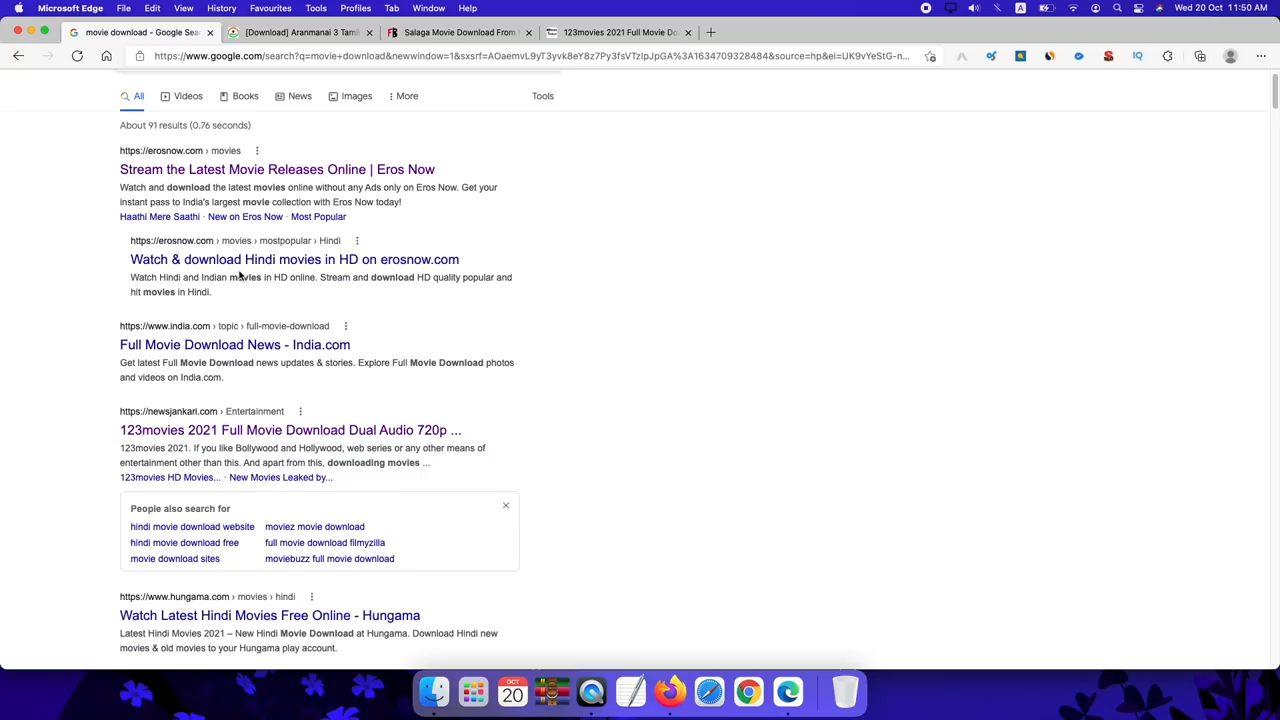 Microsoft Edge File Edit View History Favourites Tools Profiles Tab Window Help
Wed 20 Oct 11:50 AM
movie download - Google Sea
[Download] Aranmanai 3 Tamil
Salaga Movie Download From
123movies 2021 Full Movie Do
https://www.google.com/search?q=movie+download&newwindow=1&sxsrf=AOaemvL9yT3yvk8eY8z7Py3fsVTzIpJpGA%3A1634709328484&source=hp&ei=UK9vYeStG-n...
All Videos Books News Images More Tools
About 91 results (0.76 seconds)
https://erosnow.com › movies
Stream the Latest Movie Releases Online | Eros Now
Watch and download the latest movies online without any Ads only on Eros Now. Get your
instant pass to India's largest movie collection with Eros Now today!
Haathi Mere Saathi · New on Eros Now · Most Popular
https://erosnow.com › movies › mostpopular › Hindi
Watch & download Hindi movies in HD on erosnow.com
Watch Hindi and Indian movies in HD online. Stream and download HD quality popular and
hit movies in Hindi.
https://www.india.com › topic › full-movie-download
Full Movie Download News - India.com
Get latest Full Movie Download news updates & stories. Explore Full Movie Download photos
and videos on India.com.
https://newsjankari.com › Entertainment
123movies 2021 Full Movie Download Dual Audio 720p ...
123movies 2021. If you like Bollywood and Hollywood, web series or any other means of
entertainment other than this. And apart from this, downloading movies ...
123movies HD Movies... · New Movies Leaked by...
People also search for
hindi movie download website moviez movie download
hindi movie download free full movie download filmyzilla
movie download sites moviebuzz full movie download
https://www.hungama.com › movies › hindi
Watch Latest Hindi Movies Free Online - Hungama
Latest Hindi Movies 2021 – New Hindi Movie Download at Hungama. Download Hindi new
movies & old movies to your Hungama play account.
OCT
20